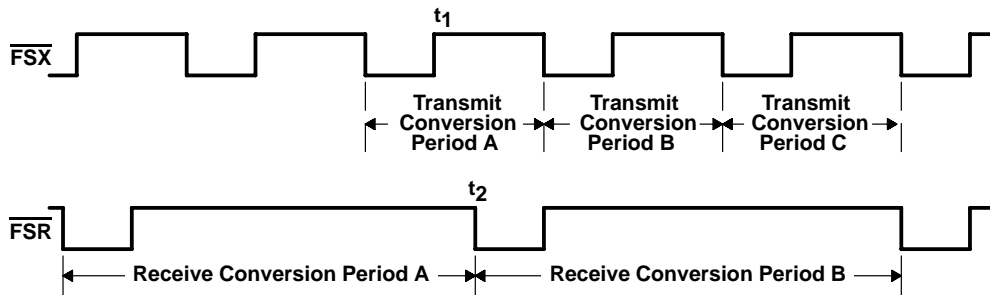 t1
FSX
Transmit Conversion Period A
Transmit Conversion Period B
Transmit Conversion Period C
t2
FSR
Receive Conversion Period A
Receive Conversion Period B